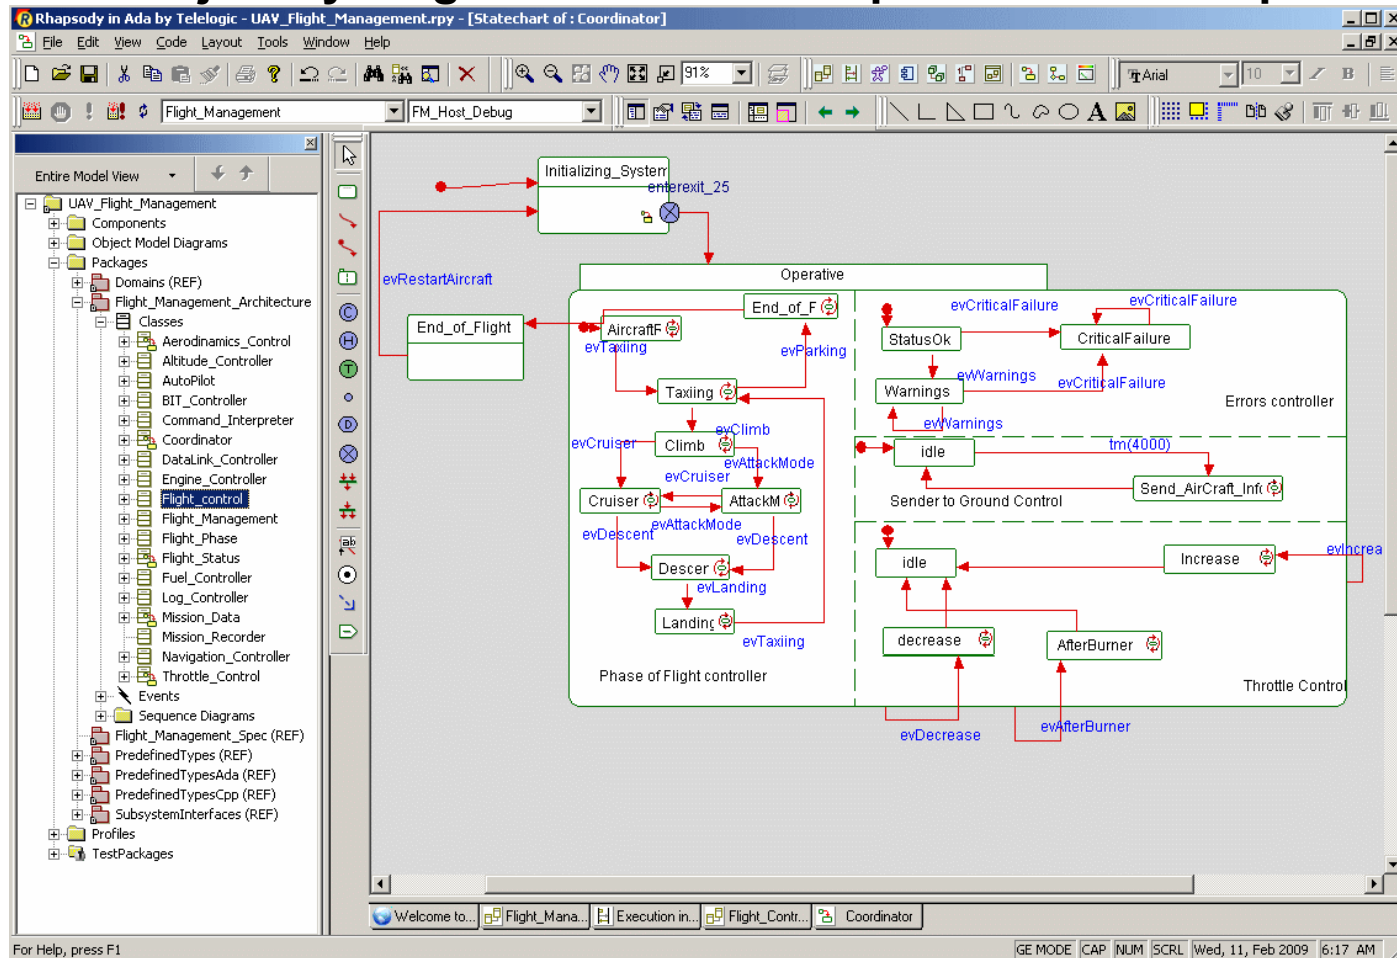 Rhapsody in Ada by Telelogic - UAV_Flight_Management.rpy - [Statechart of : Coordinator]
File Edit View Code Layout Tools Window Help
91% Arial 10
Flight_Management FM_Host_Debug
Entire Model View
UAV_Flight_Management
Components
Object Model Diagrams
Packages
Domains (REF)
Flight_Management_Architecture
Classes
Aerodinamics_Control
Altitude_Controller
AutoPilot
BIT_Controller
Command_Interpreter
Coordinator
DataLink_Controller
Engine_Controller
Flight_control
Flight_Management
Flight_Phase
Flight_Status
Fuel_Controller
Log_Controller
Mission_Data
Mission_Recorder
Navigation_Controller
Throttle_Control
Events
Sequence Diagrams
Flight_Management_Spec (REF)
PredefinedTypes (REF)
PredefinedTypesAda (REF)
PredefinedTypesCpp (REF)
SubsystemInterfaces (REF)
Profiles
TestPackages
Initializing_System
enterexit_25
evRestartAircraft
Operative
End_of_Flight
AircraftF
End_of_F
evTaxiing
evParking
Taxiing
evClimb
Climb
evCruiser
evAttackMode
evCruiser
Cruiser
AttackM
evAttackMode
evDescent
evDescent
Descer
evLanding
Landing
evTaxiing
Phase of Flight controller
evCriticalFailure
evCriticalFailure
StatusOk
CriticalFailure
evWarnings
evCriticalFailure
Warnings
Errors controller
evWarnings
idle
tm(4000)
Send_AirCraft_Info
Sender to Ground Control
idle
Increase
evIncrea
decrease
AfterBurner
Throttle Control
evDecrease
evAfterBurner
Welcome to... Flight_Mana... Execution in... Flight_Contr... Coordinator
For Help, press F1
GE MODE CAP NUM SCRL Wed, 11, Feb 2009 6:17 AM